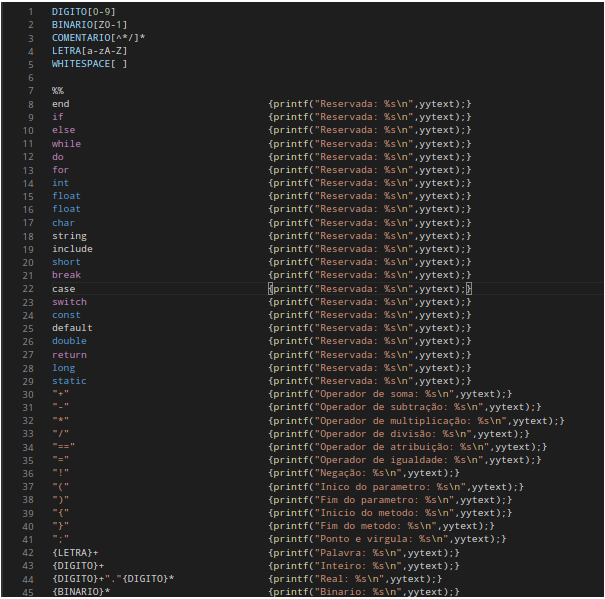 1 DIGITO[0-9]
2 BINARIO[Z0-1]
3 COMENTARIO[^*/]*
4 LETRA[a-zA-Z]
5 WHITESPACE[ ]
6
7 %%
8 end {printf("Reservada: %s\n",yytext);}
9 if {printf("Reservada: %s\n",yytext);}
10 else {printf("Reservada: %s\n",yytext);}
11 while {printf("Reservada: %s\n",yytext);}
12 do {printf("Reservada: %s\n",yytext);}
13 for {printf("Reservada: %s\n",yytext);}
14 int {printf("Reservada: %s\n",yytext);}
15 float {printf("Reservada: %s\n",yytext);}
16 float {printf("Reservada: %s\n",yytext);}
17 char {printf("Reservada: %s\n",yytext);}
18 string {printf("Reservada: %s\n",yytext);}
19 include {printf("Reservada: %s\n",yytext);}
20 short {printf("Reservada: %s\n",yytext);}
21 break {printf("Reservada: %s\n",yytext);}
22 case {printf("Reservada: %s\n",yytext);}
23 switch {printf("Reservada: %s\n",yytext);}
24 const {printf("Reservada: %s\n",yytext);}
25 default {printf("Reservada: %s\n",yytext);}
26 double {printf("Reservada: %s\n",yytext);}
27 return {printf("Reservada: %s\n",yytext);}
28 long {printf("Reservada: %s\n",yytext);}
29 static {printf("Reservada: %s\n",yytext);}
30 "+" {printf("Operador de soma: %s\n",yytext);}
31 "-" {printf("Operador de subtração: %s\n",yytext);}
32 "*" {printf("Operador de multiplicação: %s\n",yytext);}
33 "/" {printf("Operador de divisão: %s\n",yytext);}
34 "==" {printf("Operador de atribuição: %s\n",yytext);}
35 "=" {printf("Operador de igualdade: %s\n",yytext);}
36 "!" {printf("Negação: %s\n",yytext);}
37 "(" {printf("Inico do parametro: %s\n",yytext);}
38 ")" {printf("Fim do parametro: %s\n",yytext);}
39 "{" {printf("Inicio do metodo: %s\n",yytext);}
40 "}" {printf("Fim do metodo: %s\n",yytext);}
41 ";" {printf("Ponto e virgula: %s\n",yytext);}
42 {LETRA}+ {printf("Palavra: %s\n",yytext);}
43 {DIGITO}+ {printf("Inteiro: %s\n",yytext);}
44 {DIGITO}+"."{DIGITO}* {printf("Real: %s\n",yytext);}
45 {BINARIO}* {printf("Binario: %s\n",yytext);}